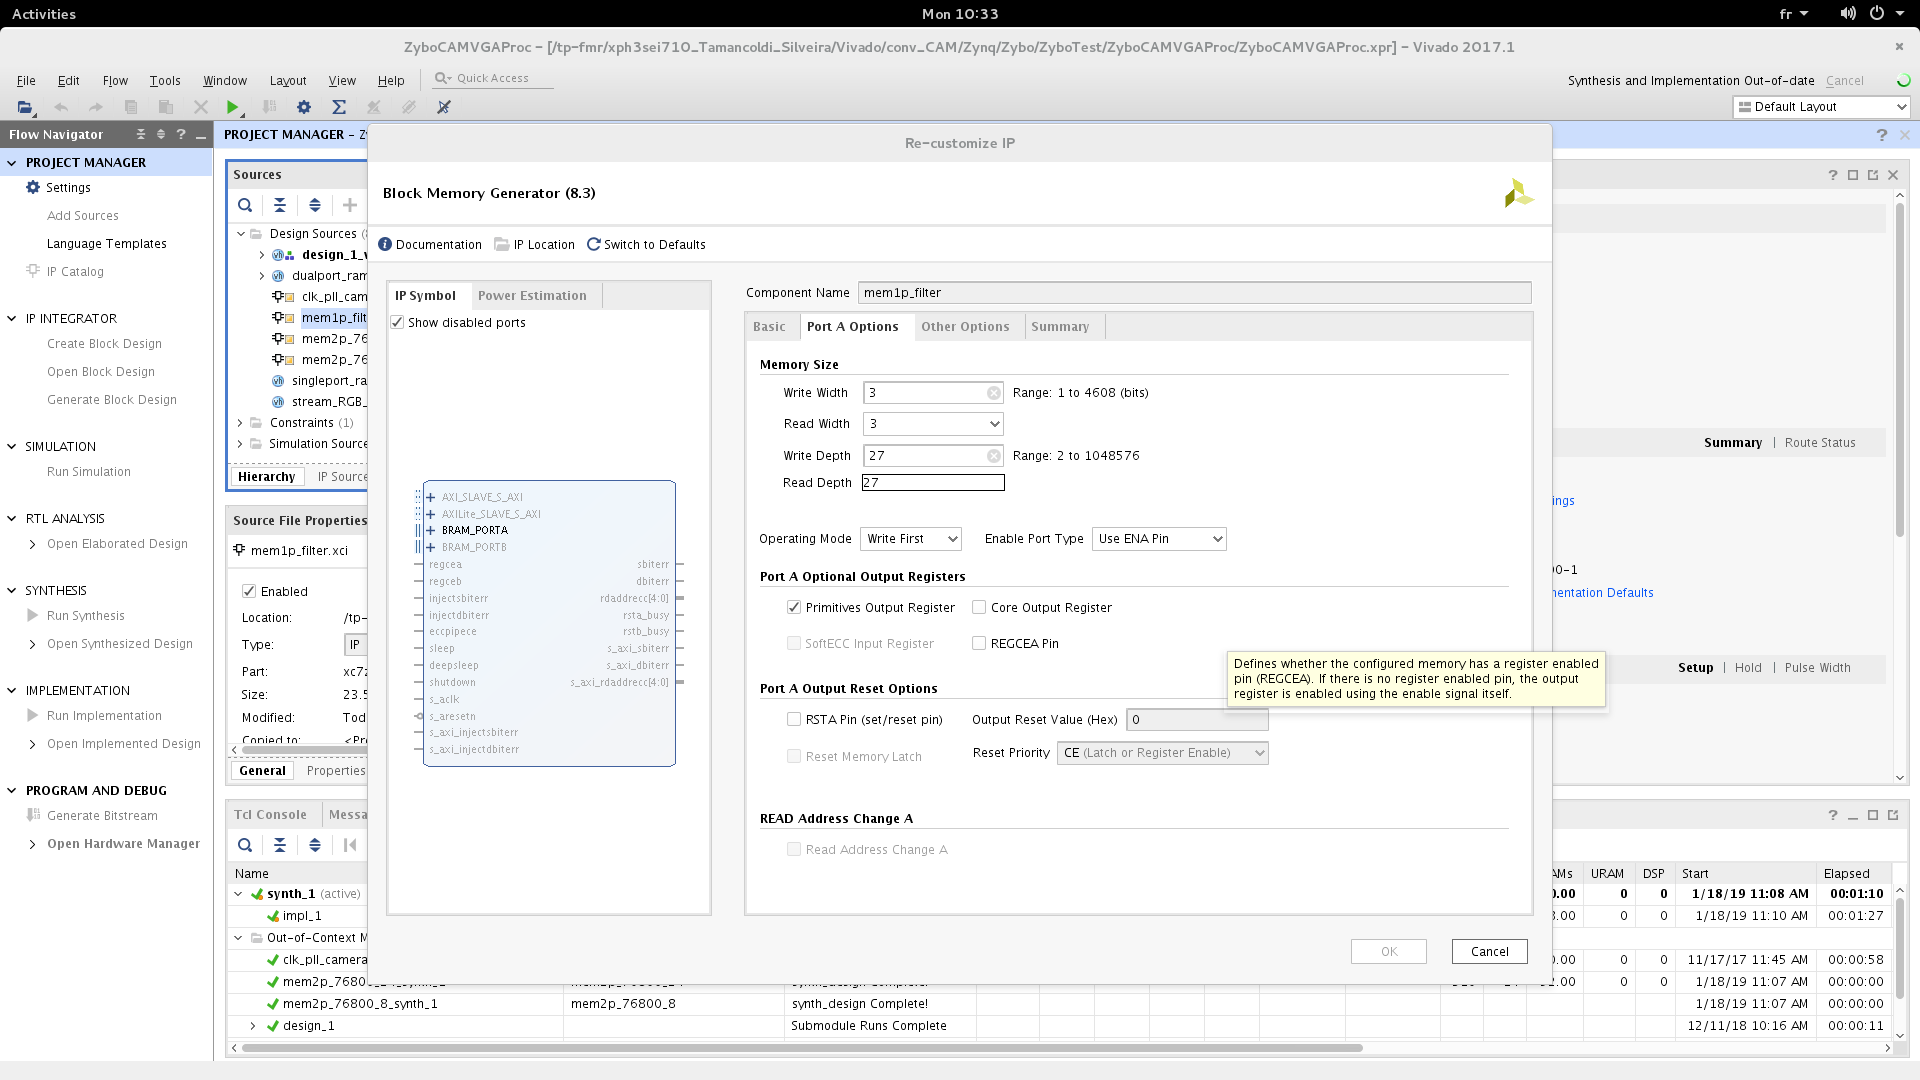 Activities
Mon 10:33
fr
ZyboCAMVGAProc - [/tp-fmr/xph3sei710_Tamancoldi_Silveira/Vivado/conv_CAM/Zynq/Zybo/ZyboTest/ZyboCAMVGAProc/ZyboCAMVGAProc.xpr] - Vivado 2017.1
File Edit Flow Tools Window Layout View Help Quick Access
Synthesis and Implementation Out-of-date Cancel
Default Layout
Flow Navigator
PROJECT MANAGER
Settings
Add Sources
Language Templates
IP Catalog
IP INTEGRATOR
Create Block Design
Open Block Design
Generate Block Design
SIMULATION
Run Simulation
RTL ANALYSIS
Open Elaborated Design
SYNTHESIS
Run Synthesis
Open Synthesized Design
IMPLEMENTATION
Run Implementation
Open Implemented Design
PROGRAM AND DEBUG
Generate Bitstream
Open Hardware Manager
PROJECT MANAGER - Zy
Sources
Design Sources (8
design_1_v
dualport_ram
clk_pll_cam
mem1p_filt
mem2p_76
mem2p_76
singleport_ra
stream_RGB_
Constraints (1)
Simulation Source
Hierarchy IP Source
Source File Properties
mem1p_filter.xci
Enabled
Location: /tp-
Type: IP
Part: xc7z
Size: 23.5
Modified: Tod
Copied to: <Pr
General Properties
Re-customize IP
Block Memory Generator (8.3)
Documentation IP Location Switch to Defaults
IP Symbol Power Estimation
Show disabled ports
AXI_SLAVE_S_AXI
AXILite_SLAVE_S_AXI
BRAM_PORTA
BRAM_PORTB
regcea sbiterr
regceb dbiterr
injectsbiterr rdaddrecc[4:0]
injectdbiterr rsta_busy
eccpipece rstb_busy
sleep s_axi_sbiterr
deepsleep s_axi_dbiterr
shutdown s_axi_rdaddrecc[4:0]
s_aclk
s_aresetn
s_axi_injectsbiterr
s_axi_injectdbiterr
Component Name mem1p_filter
Basic Port A Options Other Options Summary
Memory Size
Write Width 3 Range: 1 to 4608 (bits)
Read Width 3
Write Depth 27 Range: 2 to 1048576
Read Depth 27
Operating Mode Write First Enable Port Type Use ENA Pin
Port A Optional Output Registers
Primitives Output Register Core Output Register
SoftECC Input Register REGCEA Pin
Defines whether the configured memory has a register enabled
pin (REGCEA). If there is no register enabled pin, the output
register is enabled using the enable signal itself.
Port A Output Reset Options
RSTA Pin (set/reset pin) Output Reset Value (Hex) 0
Reset Memory Latch Reset Priority CE (Latch or Register Enable)
READ Address Change A
Read Address Change A
OK Cancel
Summary | Route Status
ings
00-1
nentation Defaults
Setup | Hold | Pulse Width
Tcl Console Messa
Name AMs URAM DSP Start Elapsed
synth_1 (active) 0.00 0 0 1/18/19 11:08 AM 00:01:10
impl_1 3.00 0 0 1/18/19 11:10 AM 00:01:27
Out-of-Context M
clk_pll_camera 0.00 0 0 11/17/17 11:45 AM 00:00:58
0 0 1/18/19 11:07 AM 00:00:00
mem2p_76800_8_synth_1 mem2p_76800_8 synth_design Complete! 1/18/19 11:07 AM 00:00:00
design_1 Submodule Runs Complete 12/11/18 10:16 AM 00:00:11